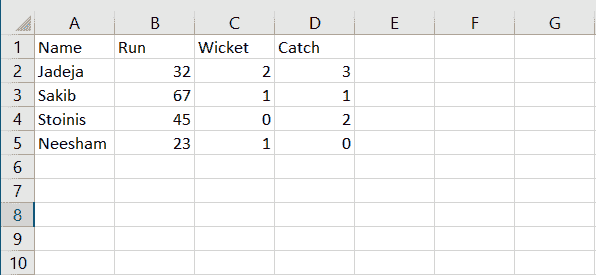 A B C D E F G
1 Name Run Wicket Catch
2 Jadeja 32 2 3
3 Sakib 67 1 1
4 Stoinis 45 0 2
5 Neesham 23 1 0
6
7
8
9
10